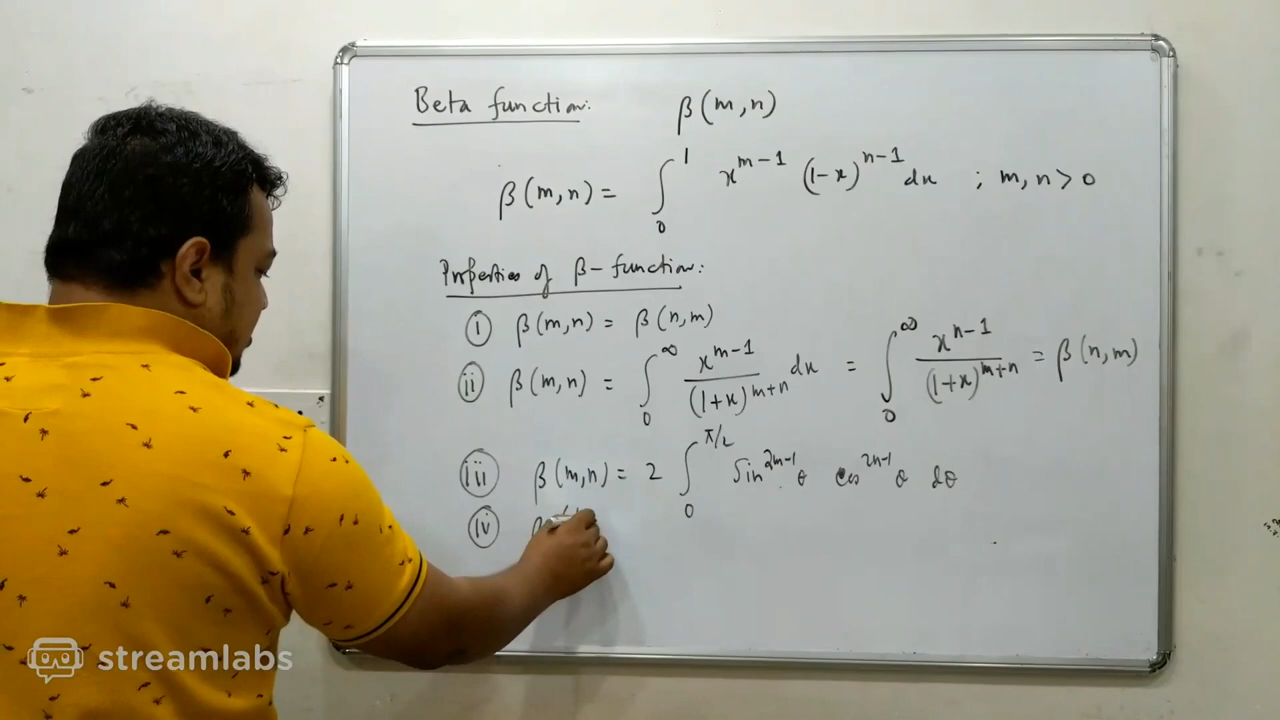 Beta function: β(m,n)
β(m,n) = ∫₀¹ x^{m-1} (1-x)^{n-1} dx ; m,n > 0
Properties of β-function:
(i) β(m,n) = β(n,m)
(ii) β(m,n) = ∫₀^∞ x^{m-1}/(1+x)^{m+n} dx = ∫₀^∞ x^{n-1}/(1+x)^{m+n} = β(n,m)
(iii) β(m,n) = 2 ∫₀^{π/2} Sin^{2m-1} θ cos^{2n-1} θ dθ
(iv) β
streamlabs